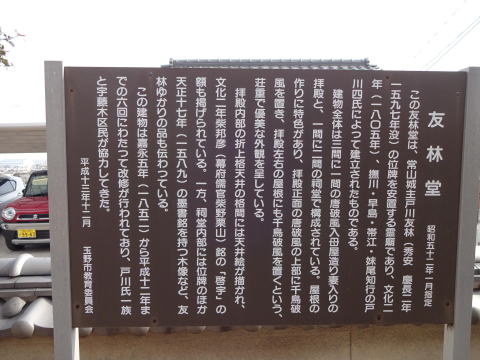 友林堂
昭和五十二年一月指定
この友林堂は、常山城主戸川友林(秀安 慶長二年
一五九七年没)の位牌を安置する霊廟であり、文化二
年(一八〇五年)、撫川・早島・帯江・妹尾知行の戸
川四氏によって建立されたものである。
建物全体は三間に一間の唐破風入母屋造り妻入りの
拝殿と、一間に二間の祠堂で構成されている。屋根の
作りに特色があり、拝殿正面の唐破風の上部に千鳥破
風を置き、拝殿左右の屋根にも千鳥破風を置くという、
荘重で優美な外観を呈している。
拝殿内部の折上格天井の格間には天井絵が描かれ、
文化二年柴邦彦(幕府儒官柴野栗山)銘の「啓宇」の
額も掲げられている。一方、祠堂内部には位牌のほか
天正十七年(一五八九)の墨書銘を持つ木像など、友
林ゆかりの品も伝わっている。
この建物は嘉永五年(一八五二)から平成十二年ま
での六回にわたって改修が行われており、戸川氏一族
と宇藤木区民が協力してきた。
平成十三年十二月 玉野市教育委員会